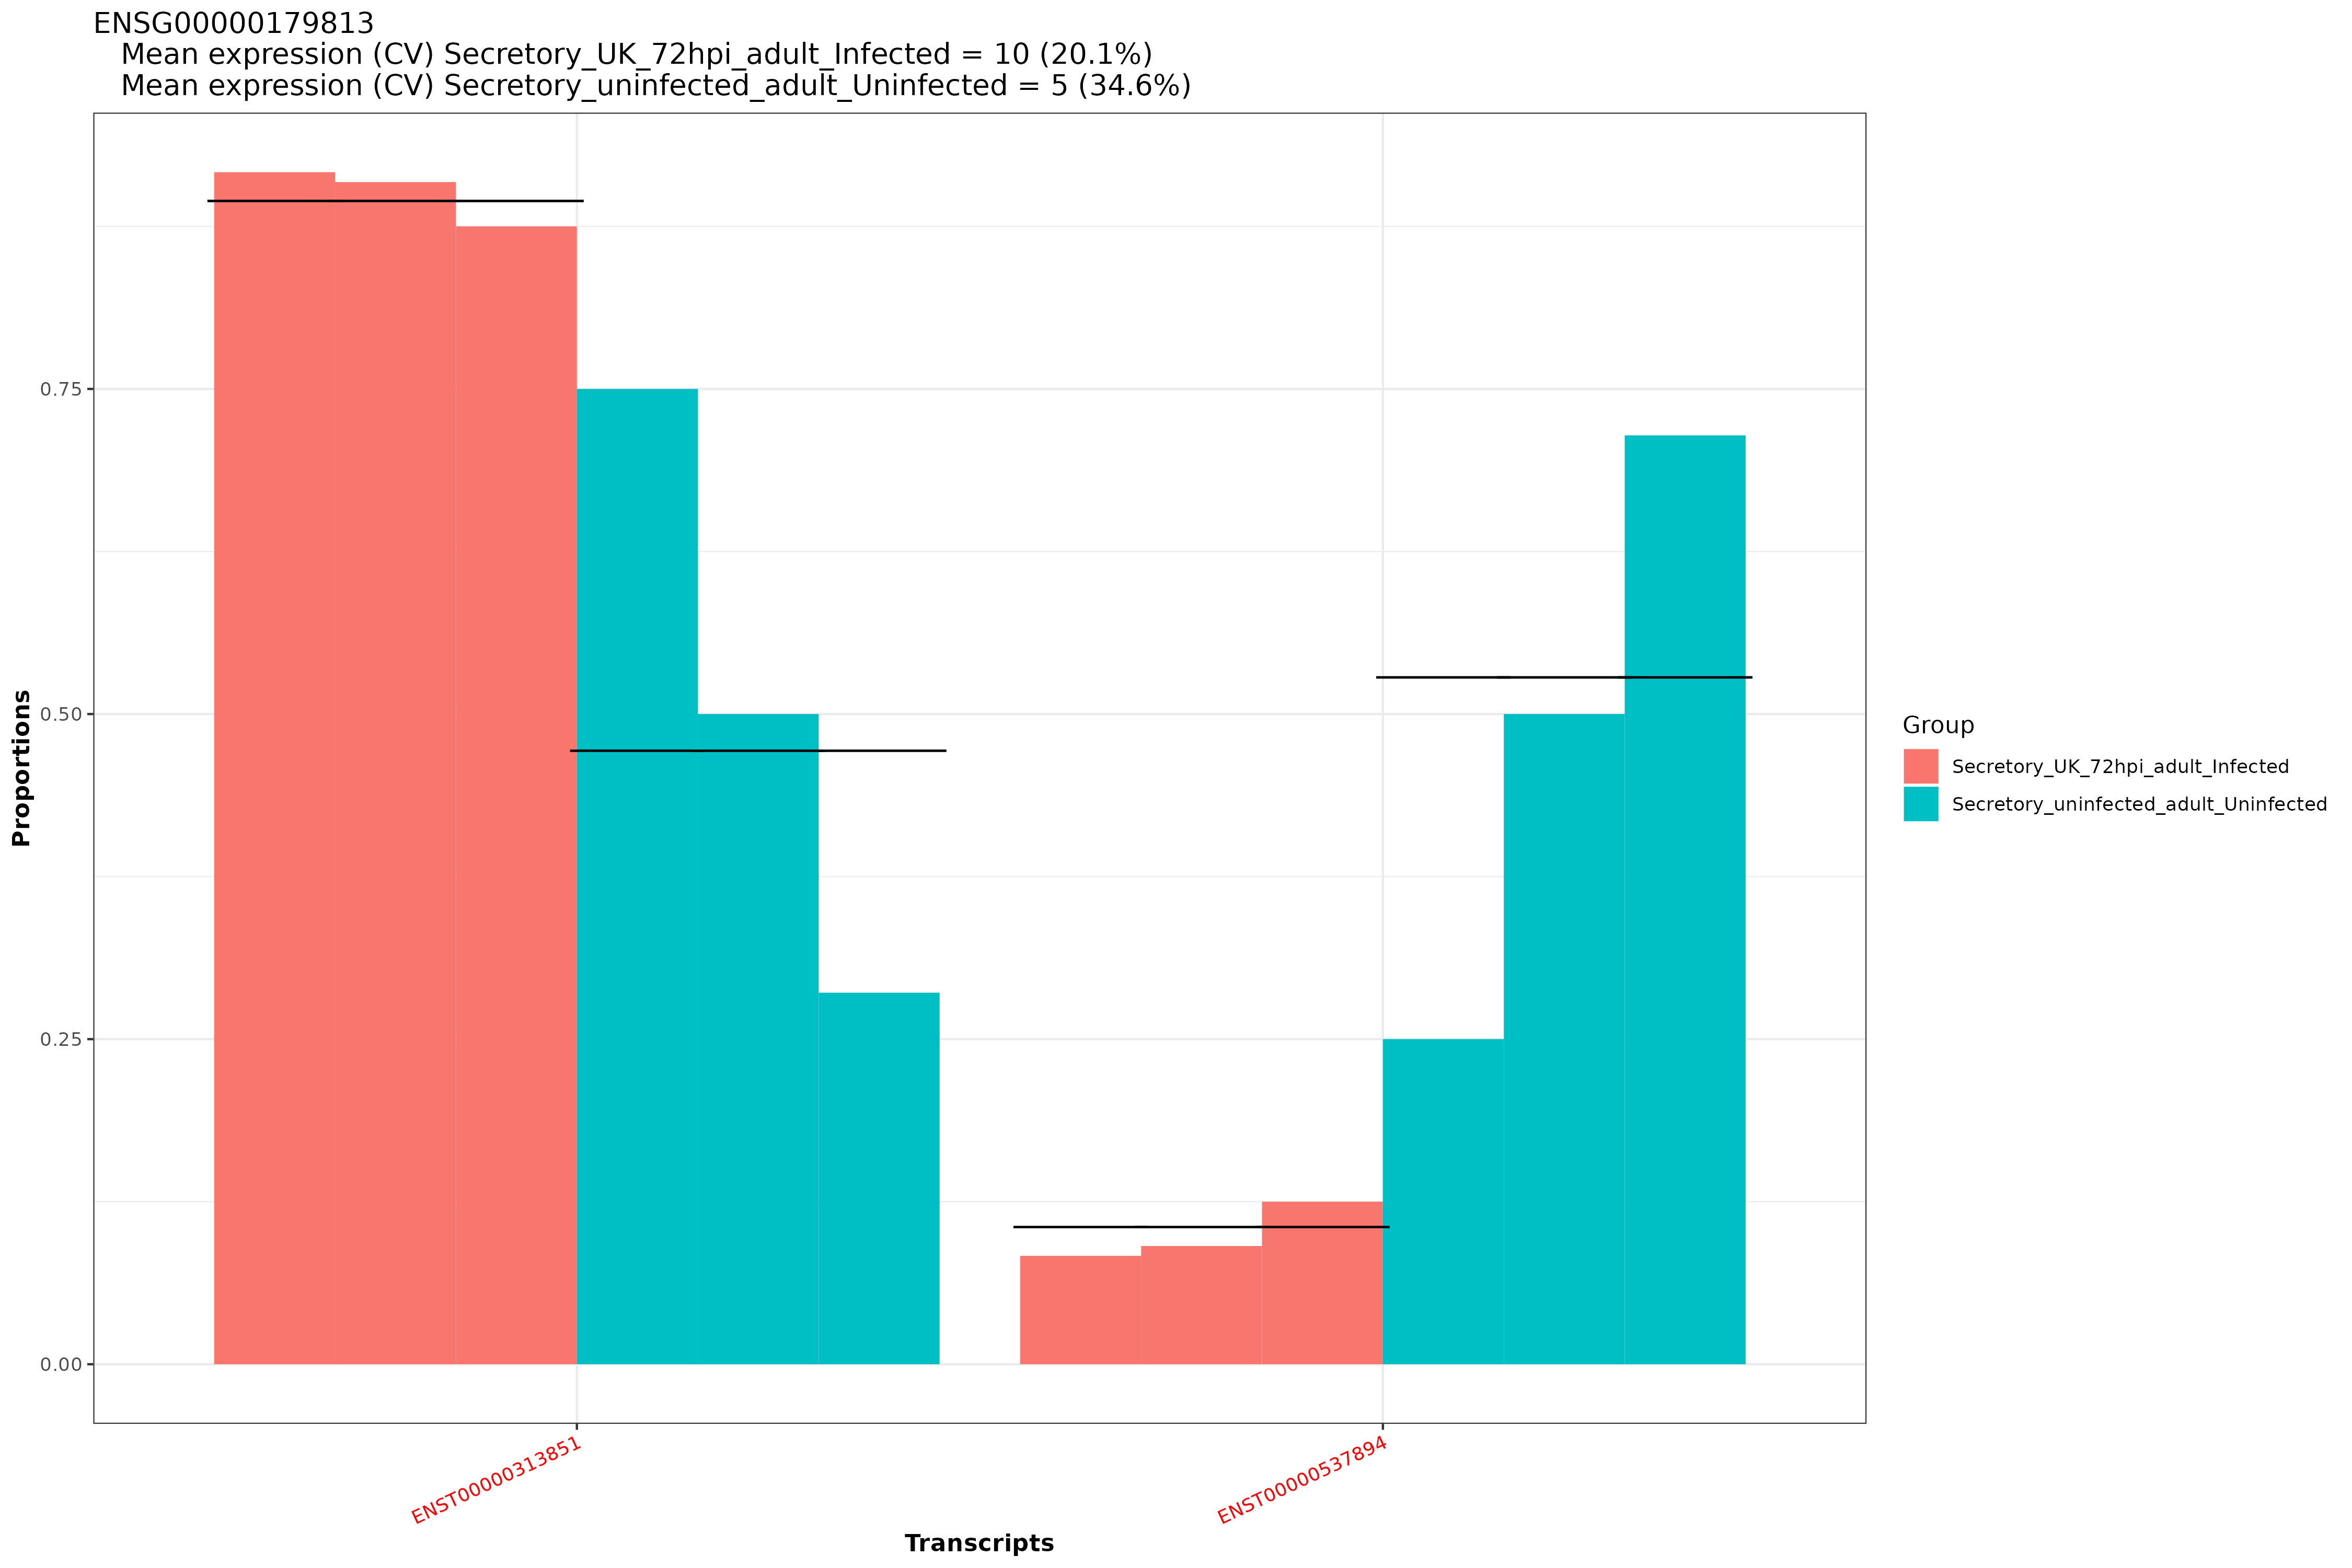 ENSG00000179813
Mean expression (CV) Secretory_UK_72hpi_adult_Infected = 10 (20.1%)
Mean expression (CV) Secretory_uninfected_adult_Uninfected = 5 (34.6%)
Proportions
0.75
0.50
0.25
0.00
ENST00000313851
ENST00000537894
Transcripts
Group
Secretory_UK_72hpi_adult_Infected
Secretory_uninfected_adult_Uninfected